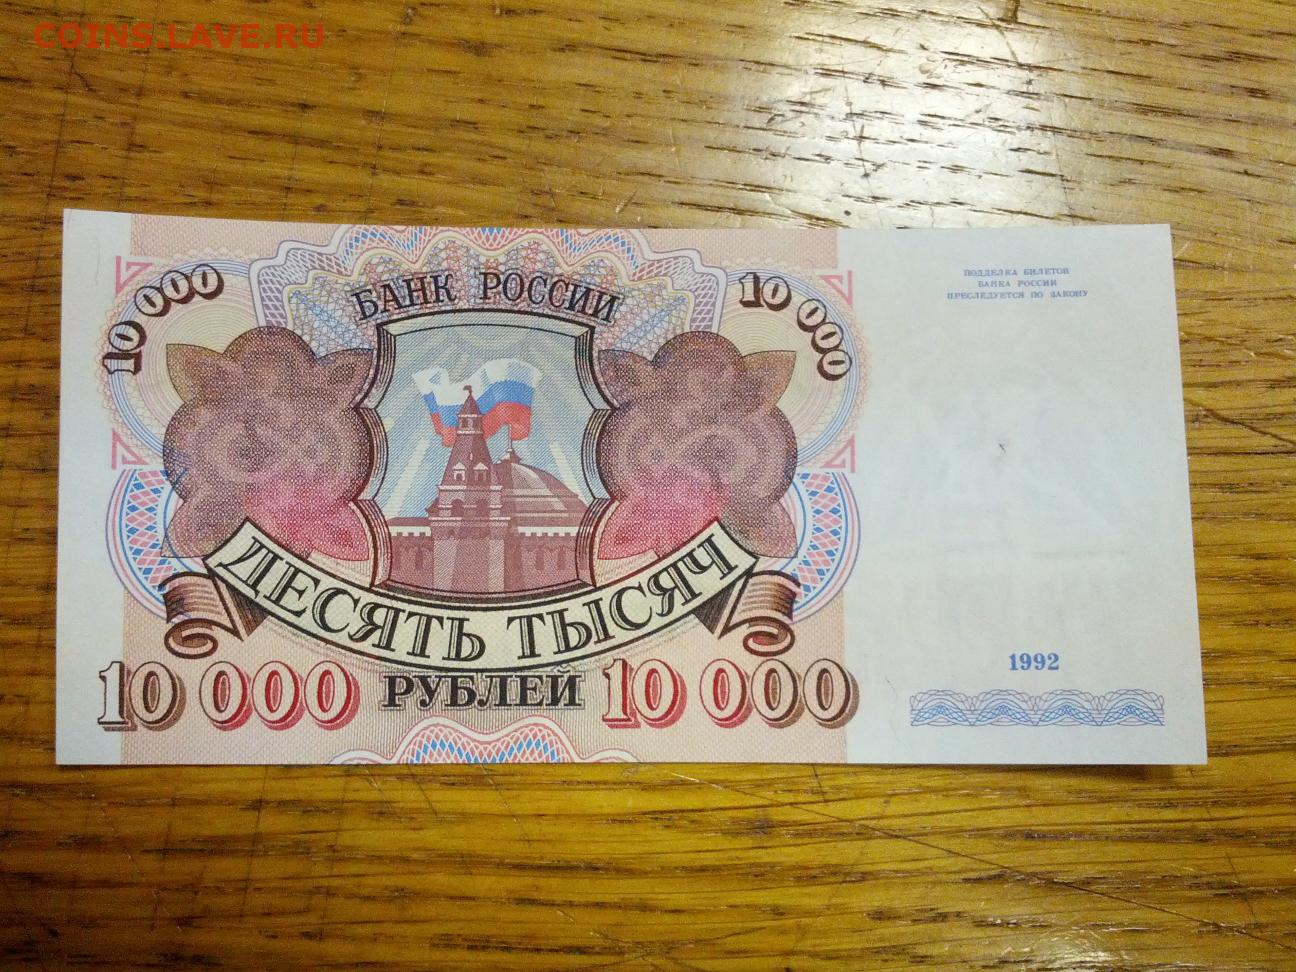 COINS.LAVE.RU
10 000
БАНК РОССИИ
10 000
ПОДДЕЛКА БИЛЕТОВ
БАНКА РОССИИ
ПРЕСЛЕДУЕТСЯ ПО ЗАКОНУ
ДЕСЯТЬ ТЫСЯЧ
10 000 РУБЛЕЙ 10 000
1992